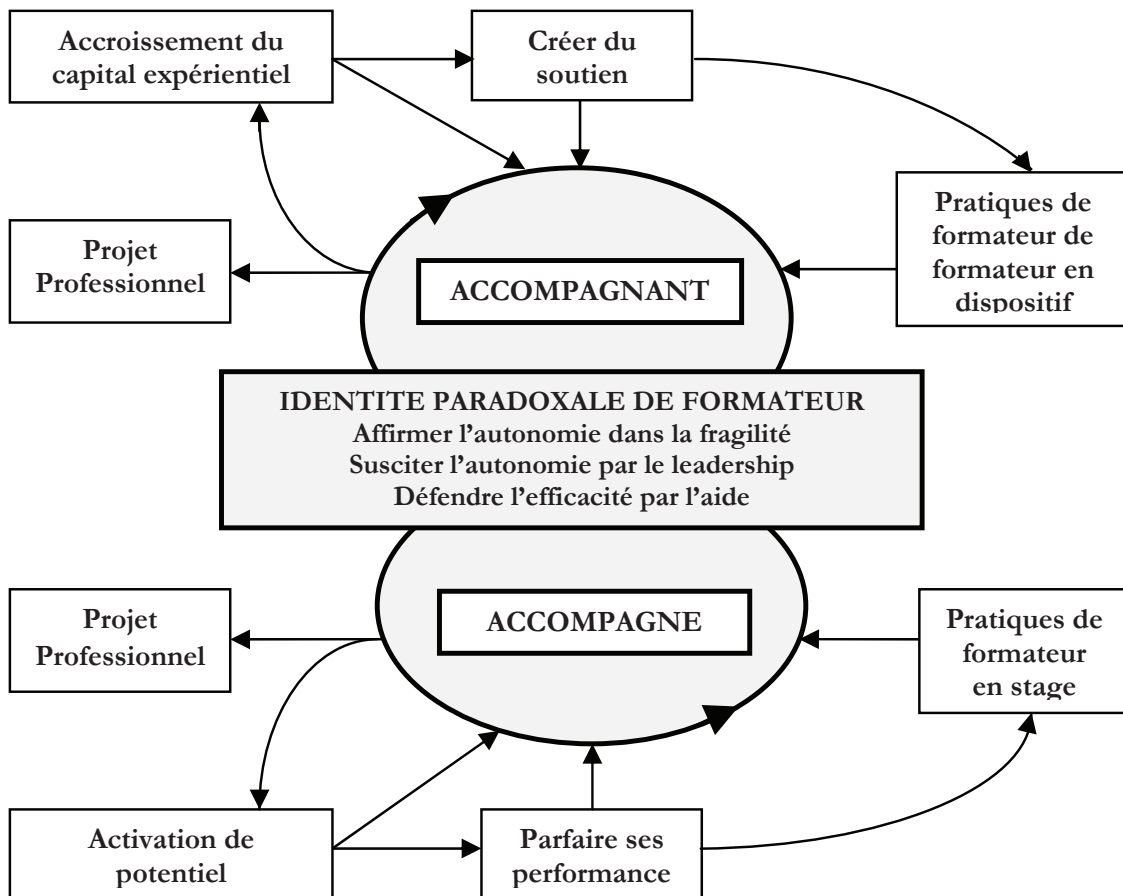 Accroissement du
capital expérientiel
Créer du
soutien
Projet
Professionnel
ACCOMPAGNANT
Pratiques de
formateur de
formateur en
dispositif
IDENTITE PARADOXALE DE FORMATEUR
Affirmer l’autonomie dans la fragilité
Susciter l’autonomie par le leadership
Défendre l’efficacité par l’aide
Projet
Professionnel
ACCOMPAGNE
Pratiques de
formateur
en stage
Activation de
potentiel
Parfaire ses
performance